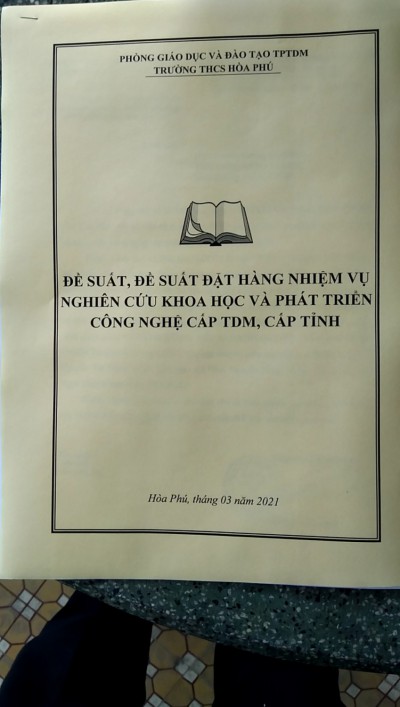 PHÒNG GIÁO DỤC VÀ ĐÀO TẠO TPTDM
TRƯỜNG THCS HÒA PHÚ
ĐỀ SUẤT, ĐỀ SUẤT ĐẶT HÀNG NHIỆM VỤ
NGHIÊN CỨU KHOA HỌC VÀ PHÁT TRIỂN
CÔNG NGHỆ CẤP TDM, CẤP TỈNH
Hòa Phú, tháng 03 năm 2021